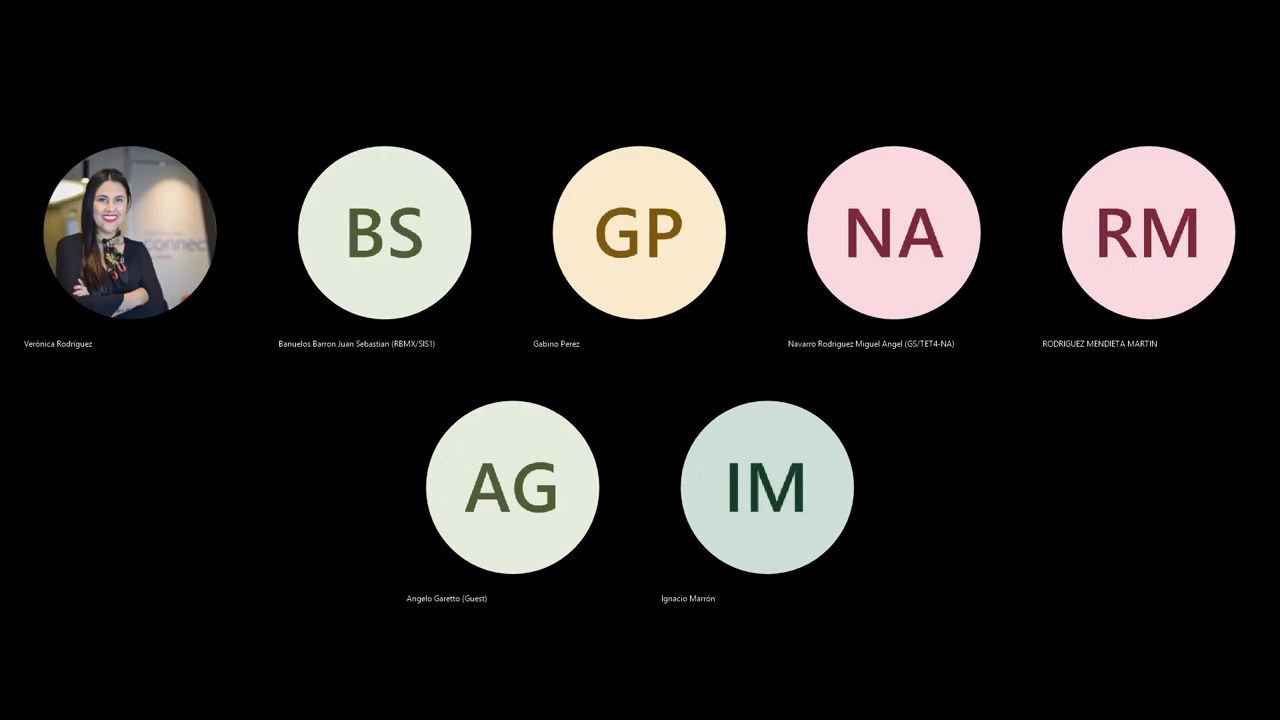 connec
BS
GP
NA
RM
Verónica Rodríguez
Banuelos Barron Juan Sebastian (RBMX/SIS1)
Gabino Perez
Navarro Rodriguez Miguel Angel (GS/TET4-NA)
RODRIGUEZ MENDIETA MARTIN
AG
IM
Angelo Garetto (Guest)
Ignacio Marrón